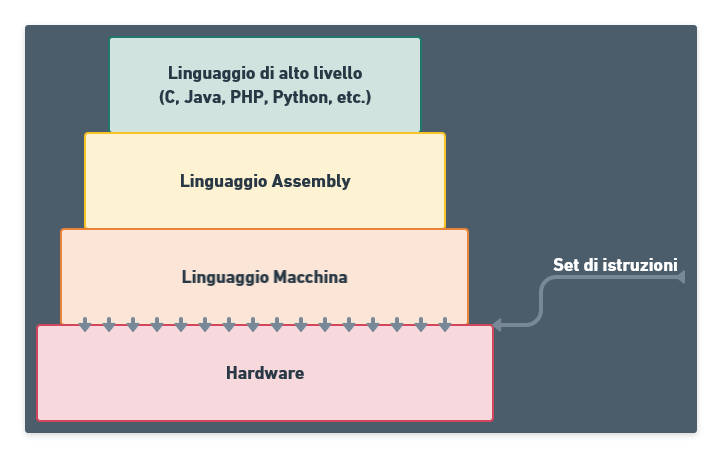 Linguaggio di alto livello
(C, Java, PHP, Python, etc.)
Linguaggio Assembly
Linguaggio Macchina
Set di istruzioni
Hardware